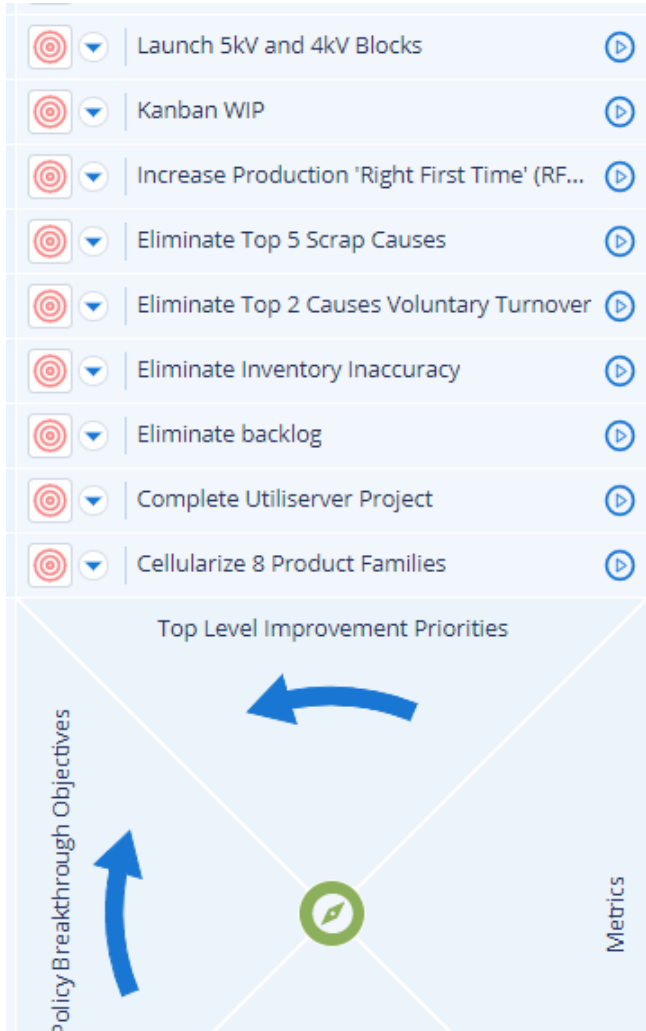 Launch 5kV and 4kV Blocks
Kanban WIP
Increase Production 'Right First Time' (RF...
Eliminate Top 5 Scrap Causes
Eliminate Top 2 Causes Voluntary Turnover
Eliminate Inventory Inaccuracy
Eliminate backlog
Complete Utiliserver Project
Cellularize 8 Product Families
Top Level Improvement Priorities
Policy Breakthrough Objectives
Metrics